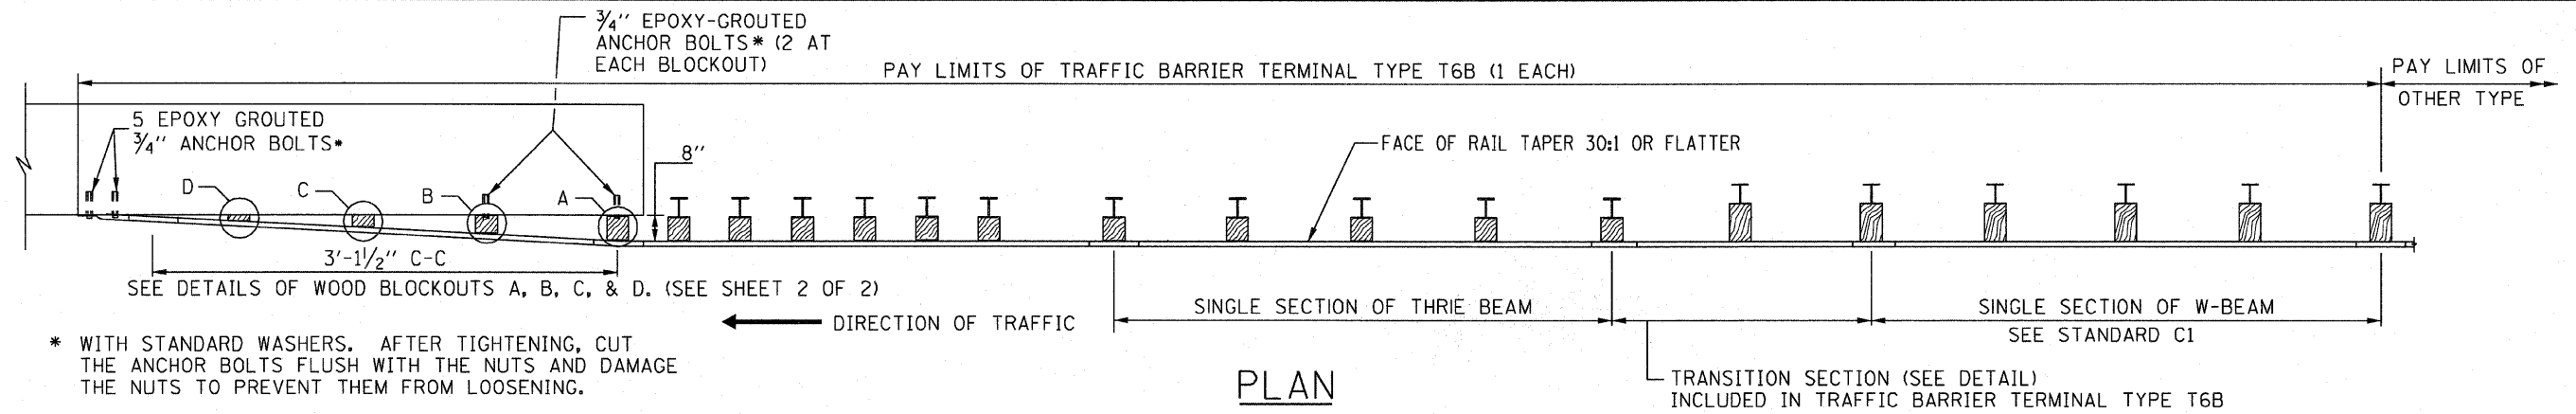 3/4" EPOXY-GROUTED
ANCHOR BOLTS* (2 AT
EACH BLOCKOUT)
PAY LIMITS OF TRAFFIC BARRIER TERMINAL TYPE T6B (1 EACH)
PAY LIMITS OF
OTHER TYPE
5 EPOXY GROUTED
3/4" ANCHOR BOLTS*
8"
FACE OF RAIL TAPER 30:1 OR FLATTER
D
C
B
A
3'-1 1/2" C-C
SEE DETAILS OF WOOD BLOCKOUTS A, B, C, & D. (SEE SHEET 2 OF 2)
SINGLE SECTION OF THRIE BEAM
SINGLE SECTION OF W-BEAM
SEE STANDARD C1
DIRECTION OF TRAFFIC
* WITH STANDARD WASHERS. AFTER TIGHTENING, CUT
THE ANCHOR BOLTS FLUSH WITH THE NUTS AND DAMAGE
THE NUTS TO PREVENT THEM FROM LOOSENING.
PLAN
TRANSITION SECTION (SEE DETAIL)
INCLUDED IN TRAFFIC BARRIER TERMINAL TYPE T6B